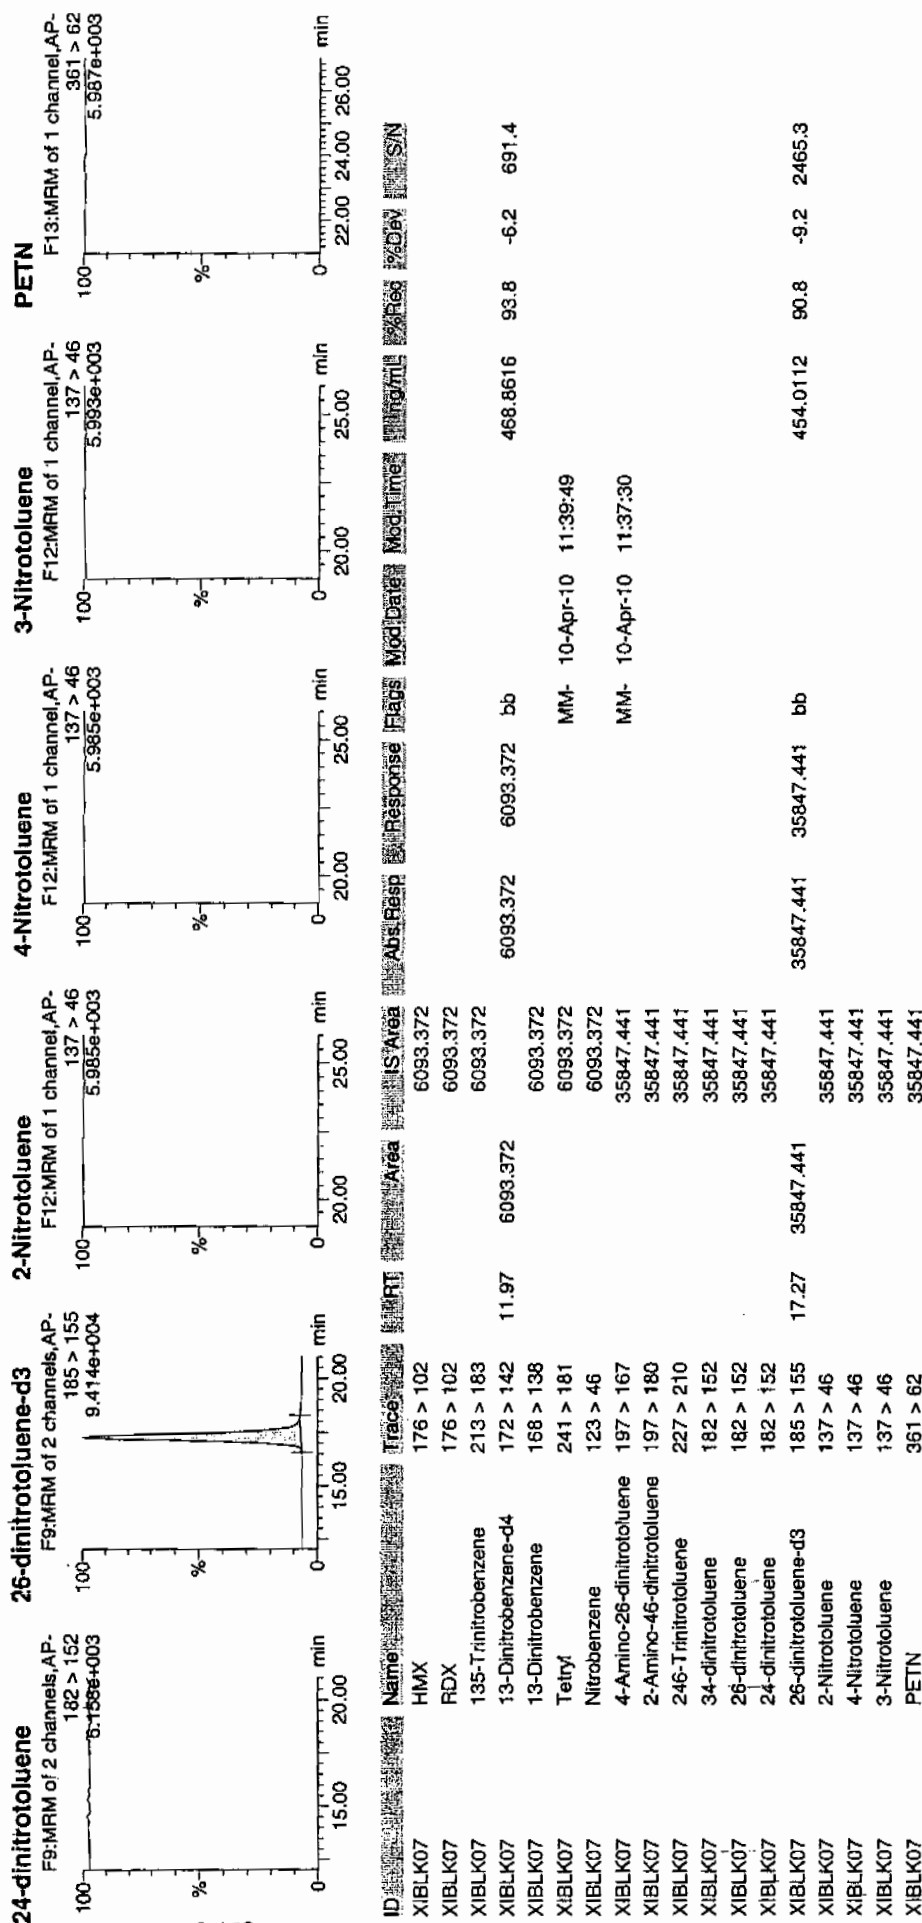 24-dinitrotoluene
F9:MRM of 2 channels,AP-
182 > 152
6.158e+003
100
%
0
15.00 20.00 min
26-dinitrotoluene-d3
F9:MRM of 2 channels,AP-
185 > 155
9.414e+004
100
%
0
15.00 20.00 min
2-Nitrotoluene
F12:MRM of 1 channel,AP-
137 > 46
5.985e+003
100
%
0
20.00 25.00 min
4-Nitrotoluene
F12:MRM of 1 channel,AP-
137 > 46
5.985e+003
100
%
0
20.00 25.00 min
3-Nitrotoluene
F12:MRM of 1 channel,AP-
137 > 46
5.993e+003
100
%
0
20.00 25.00 min
PETN
F13:MRM of 1 channel,AP-
361 > 62
5.987e+003
100
%
0
22.00 24.00 26.00 min
ID Name Trace RT Area IS Area Abs.Resp Response Flags Mod.Date Mod.Time ng/mL %Rec %Dev S/N
XIBLK07 HMX 176 > 102 6093.372
XIBLK07 RDX 176 > 102 6093.372
XIBLK07 135-Trinitrobenzene 213 > 183 6093.372
XIBLK07 13-Dinitrobenzene-d4 172 > 142 11.97 6093.372 6093.372 6093.372 bb 468.8616 93.8 -6.2 691.4
XIBLK07 13-Dinitrobenzene 168 > 138 6093.372
XIBLK07 Tetryl 241 > 181 6093.372 MM- 10-Apr-10 11:39:49
XIBLK07 Nitrobenzene 123 > 46 6093.372
XIBLK07 4-Amino-26-dinitrotoluene 197 > 167 35847.441 MM- 10-Apr-10 11:37:30
XIBLK07 2-Amino-46-dinitrotoluene 197 > 180 35847.441
XIBLK07 246-Trinitrotoluene 227 > 210 35847.441
XIBLK07 34-dinitrotoluene 182 > 152 35847.441
XIBLK07 26-dinitrotoluene 182 > 152 35847.441
XIBLK07 24-dinitrotoluene 182 > 152 35847.441
XIBLK07 26-dinitrotoluene-d3 185 > 155 17.27 35847.441 35847.441 35847.441 bb 454.0112 90.8 -9.2 2465.3
XIBLK07 2-Nitrotoluene 137 > 46 35847.441
XIBLK07 4-Nitrotoluene 137 > 46 35847.441
XIBLK07 3-Nitrotoluene 137 > 46 35847.441
XIBLK07 PETN 361 > 62 35847.441